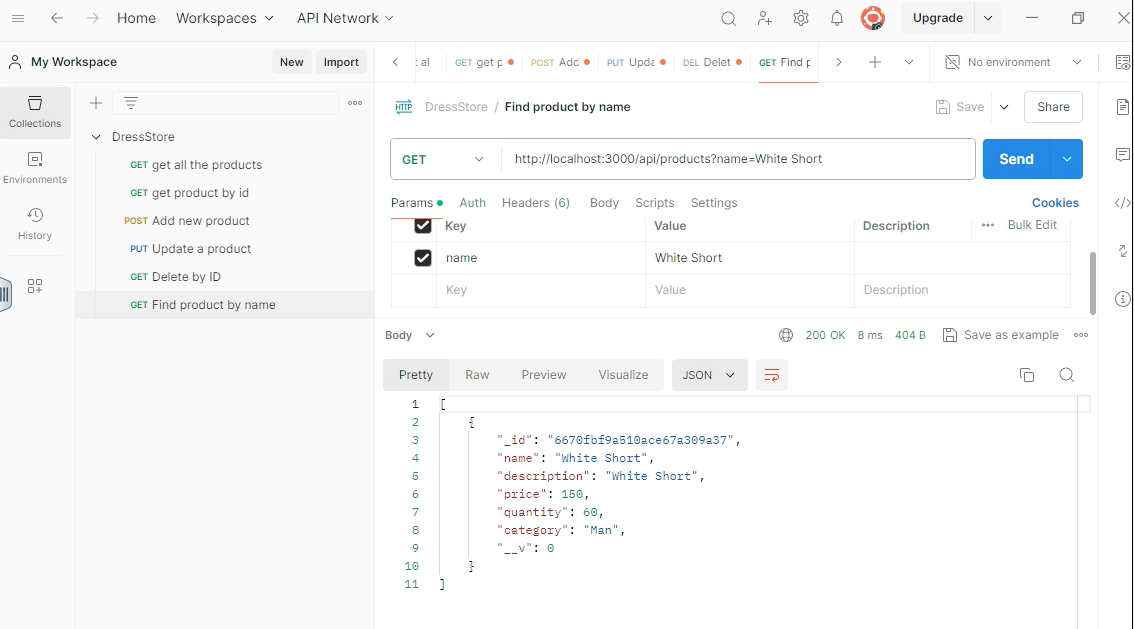 Home Workspaces API Network Upgrade
My Workspace New Import
al GET get p POST Add PUT Upda DEL Delet GET Find p No environment
Collections
Environments
History
DressStore
GET get all the products
GET get product by id
POST Add new product
PUT Update a product
GET Delete by ID
GET Find product by name
HTTP DressStore / Find product by name Save Share
GET http://localhost:3000/api/products?name=White Short Send
Params Auth Headers (6) Body Scripts Settings Cookies
Key Value Description Bulk Edit
name White Short
Key Value Description
Body 200 OK 8 ms 404 B Save as example
Pretty Raw Preview Visualize JSON
1 [
2 {
3 "_id": "6670fbf9a510ace67a309a37",
4 "name": "White Short",
5 "description": "White Short",
6 "price": 150,
7 "quantity": 60,
8 "category": "Man",
9 "__v": 0
10 }
11 ]